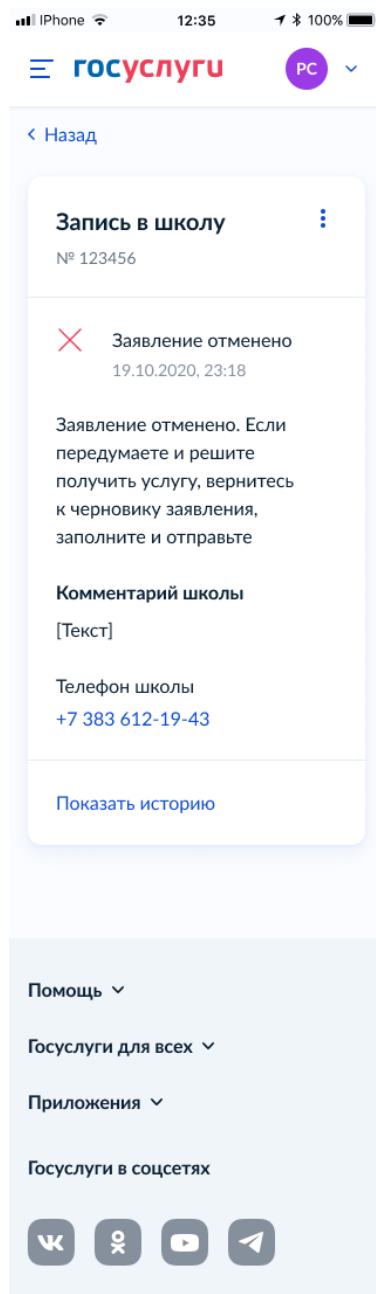 IPhone 12:35 100%
госуслуги РС
Назад
Запись в школу
№ 123456
Заявление отменено
19.10.2020, 23:18
Заявление отменено. Если
передумаете и решите
получить услугу, вернитесь
к черновику заявления,
заполните и отправьте
Комментарий школы
[Текст]
Телефон школы
+7 383 612-19-43
Показать историю
Помощь
Госуслуги для всех
Приложения
Госуслуги в соцсетях